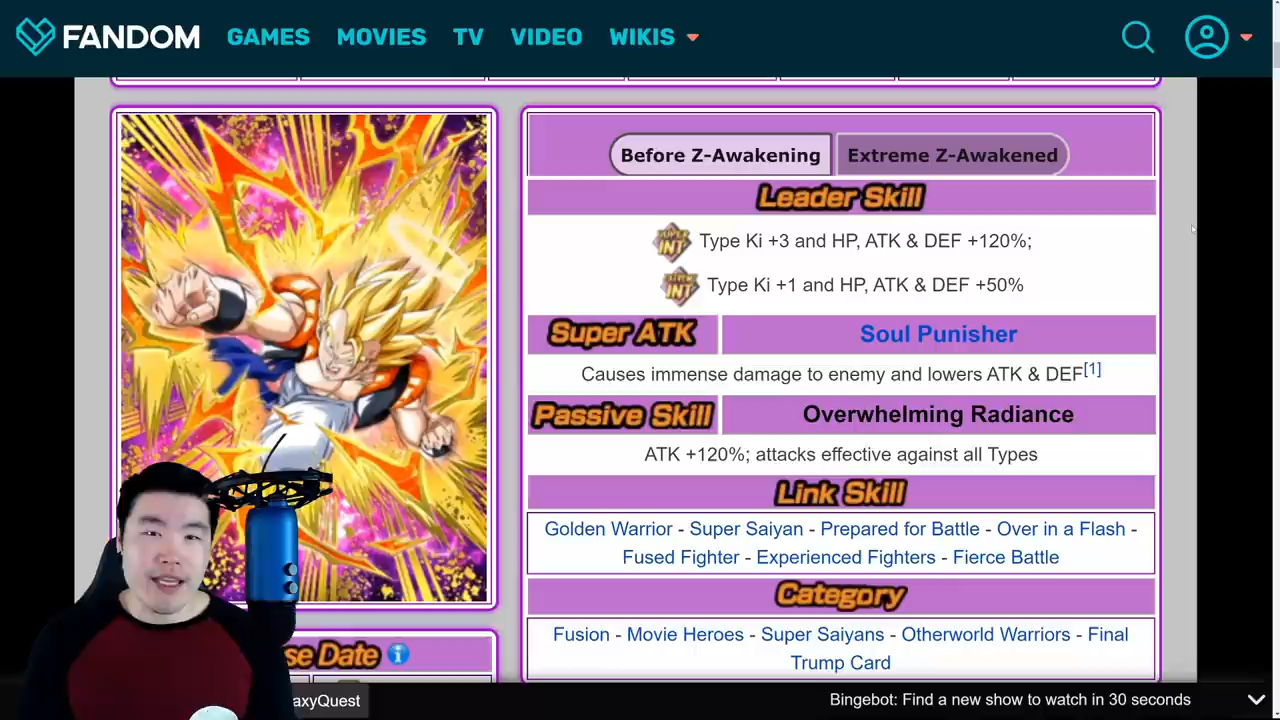 FANDOM GAMES MOVIES TV VIDEO WIKIS
Before Z-Awakening Extreme Z-Awakened
Leader Skill
SUPER INT Type Ki +3 and HP, ATK & DEF +120%;
EXTREME INT Type Ki +1 and HP, ATK & DEF +50%
Super ATK Soul Punisher
Causes immense damage to enemy and lowers ATK & DEF[1]
Passive Skill Overwhelming Radiance
ATK +120%; attacks effective against all Types
Link Skill
Golden Warrior - Super Saiyan - Prepared for Battle - Over in a Flash -
Fused Fighter - Experienced Fighters - Fierce Battle
Category
Fusion - Movie Heroes - Super Saiyans - Otherworld Warriors - Final
Trump Card
se Date i
axyQuest
Bingebot: Find a new show to watch in 30 seconds